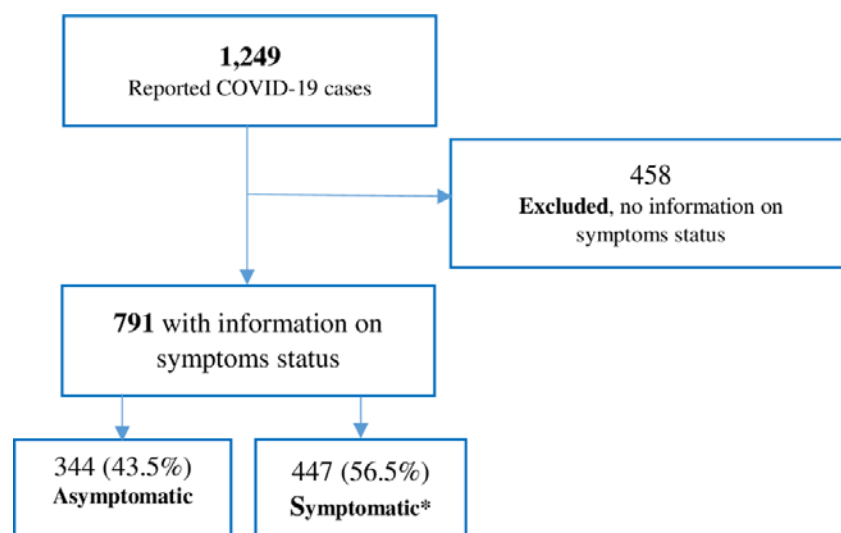 1,249
Reported COVID-19 cases
458
Excluded, no information on
symptoms status
791 with information on
symptoms status
344 (43.5%)
Asymptomatic
447 (56.5%)
Symptomatic*